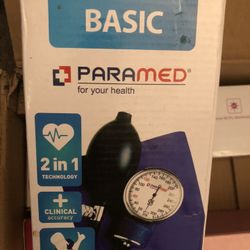 BASIC
PARAMED®
for your health
2 in 1
TECHNOLOGY
+ CLINICAL
accuracy